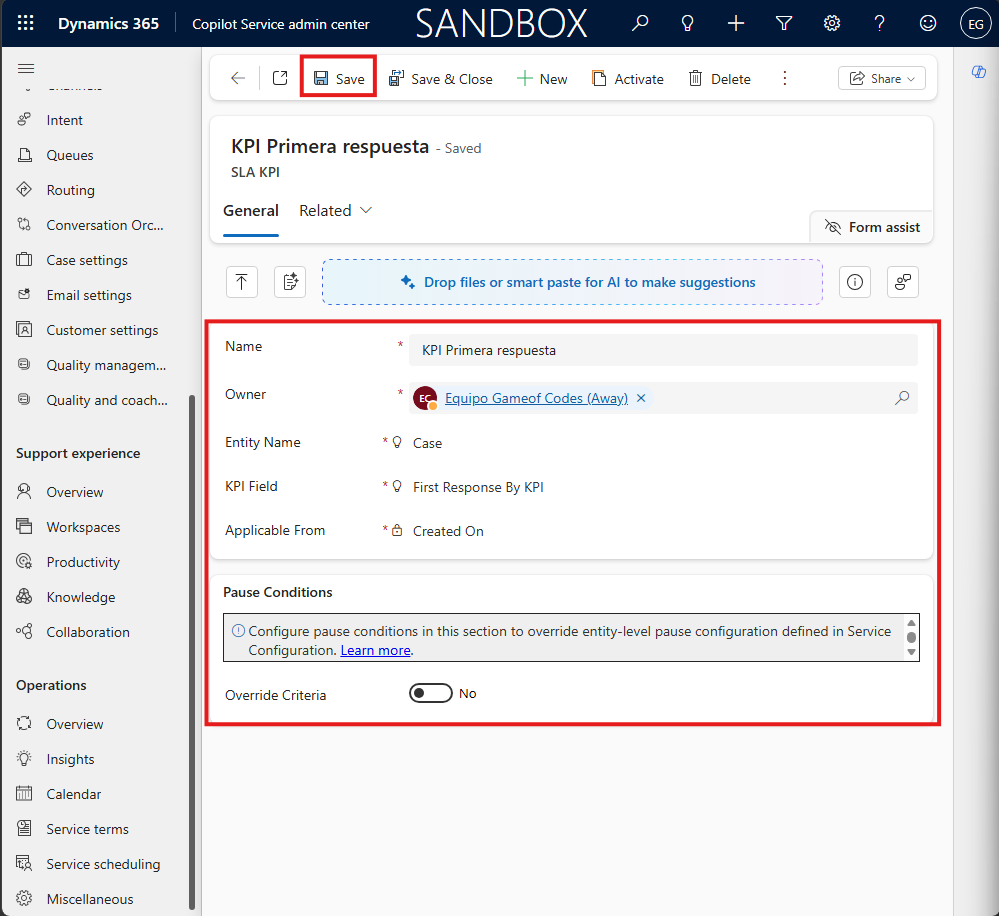 Dynamics 365
Copilot Service admin center
SANDBOX
EG
Save
Save & Close
New
Activate
Delete
Share
Intent
Queues
Routing
Conversation Orc...
Case settings
Email settings
Customer settings
Quality managem...
Quality and coach...
Support experience
Overview
Workspaces
Productivity
Knowledge
Collaboration
Operations
Overview
Insights
Calendar
Service terms
Service scheduling
Miscellaneous
KPI Primera respuesta - Saved
SLA KPI
General
Related
Form assist
Drop files or smart paste for AI to make suggestions
Name * KPI Primera respuesta
Owner * EC Equipo Gameof Codes (Away)
Entity Name * Case
KPI Field * First Response By KPI
Applicable From * Created On
Pause Conditions
Configure pause conditions in this section to override entity-level pause configuration defined in Service
Configuration. Learn more.
Override Criteria No